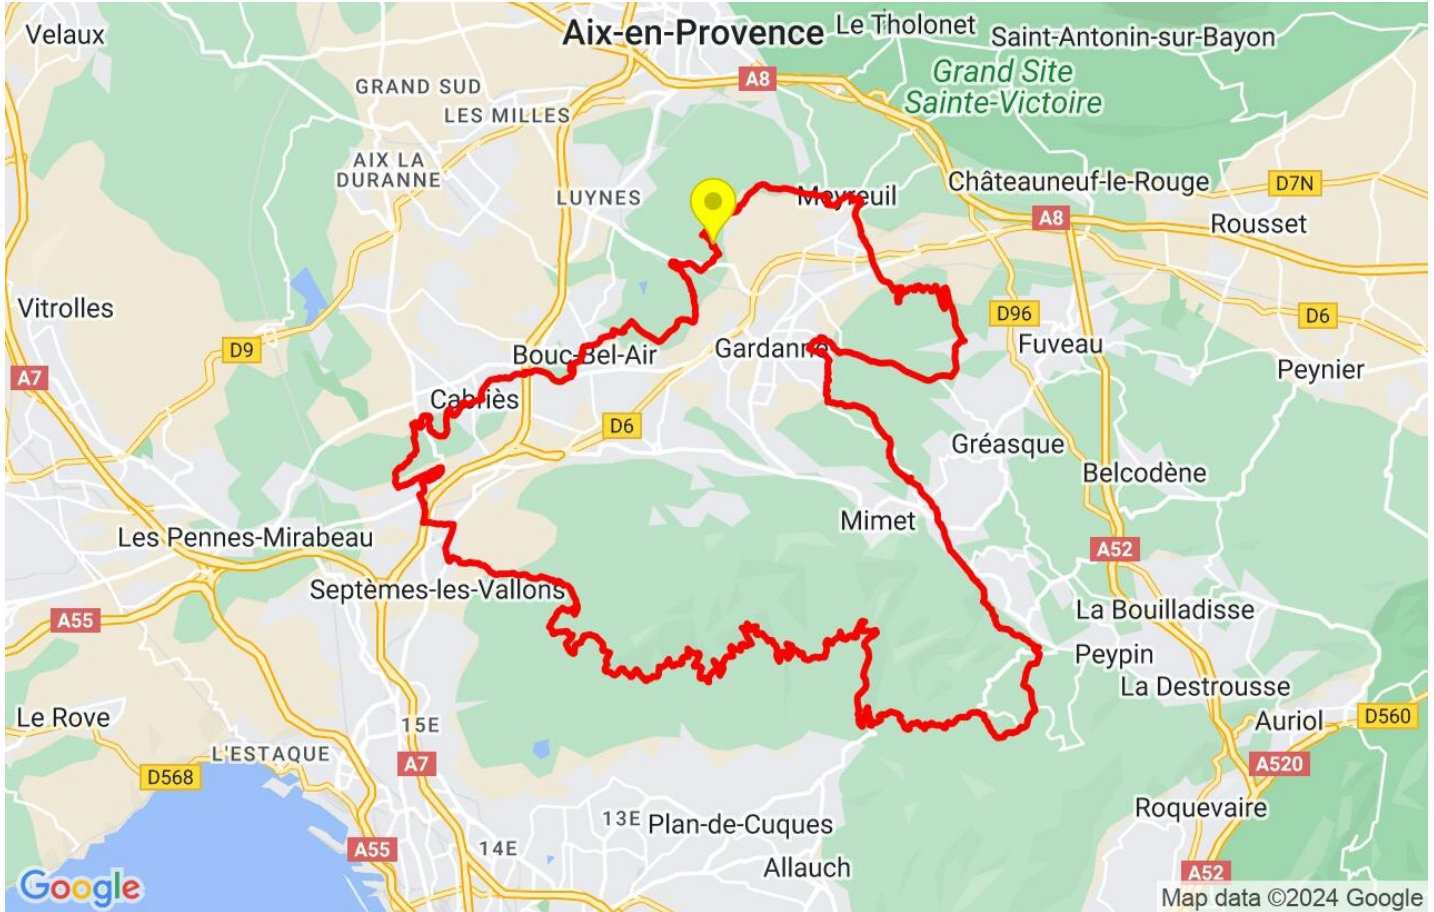 Velaux
Aix-en-Provence
Le Tholonet
Saint-Antonin-sur-Bayon
GRAND SUD
A8
Grand Site
Sainte-Victoire
LES MILLES
AIX LA
DURANNE
LUYNES
Meyreuil
Châteauneuf-le-Rouge
D7N
A8
Rousset
Vitrolles
D96
D6
D9
Bouc-Bel-Air
Gardanne
Fuveau
Peynier
A7
Cabriès
D6
Gréasque
Belcodène
Mimet
Les Pennes-Mirabeau
A52
Septèmes-les-Vallons
A55
La Bouilladisse
Peypin
La Destrousse
Le Rove
15E
Auriol
D560
L'ESTAQUE
A7
A520
D568
Roquevaire
13E
Plan-de-Cuques
A55
14E
Allauch
A52
Google
Map data ©2024 Google